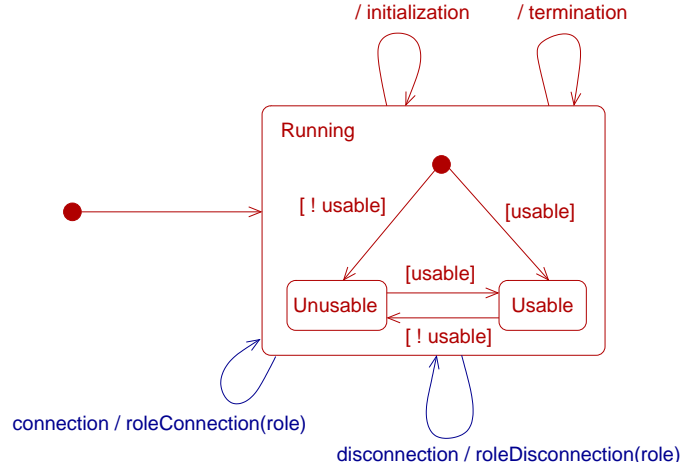 / initialization
/ termination
Running
[ ! usable]
[usable]
[usable]
Unusable
Usable
[ ! usable]
connection / roleConnection(role)
disconnection / roleDisconnection(role)